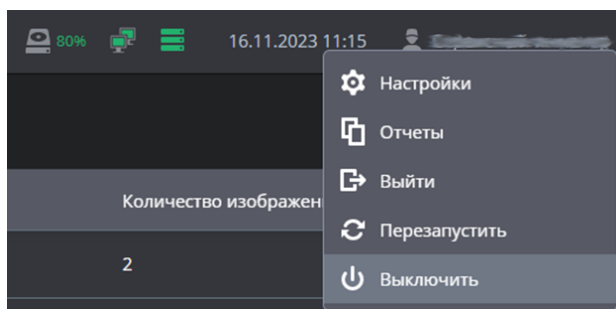 80%
16.11.2023 11:15
Настройки
Отчеты
Выйти
Количество изображен
Перезапустить
2
Выключить